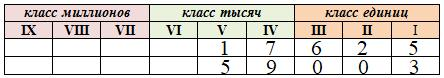 класс миллионов класс тысяч класс единиц
IX VIII VII VI V IV III II I
1 7 6 2 5
5 9 0 0 3